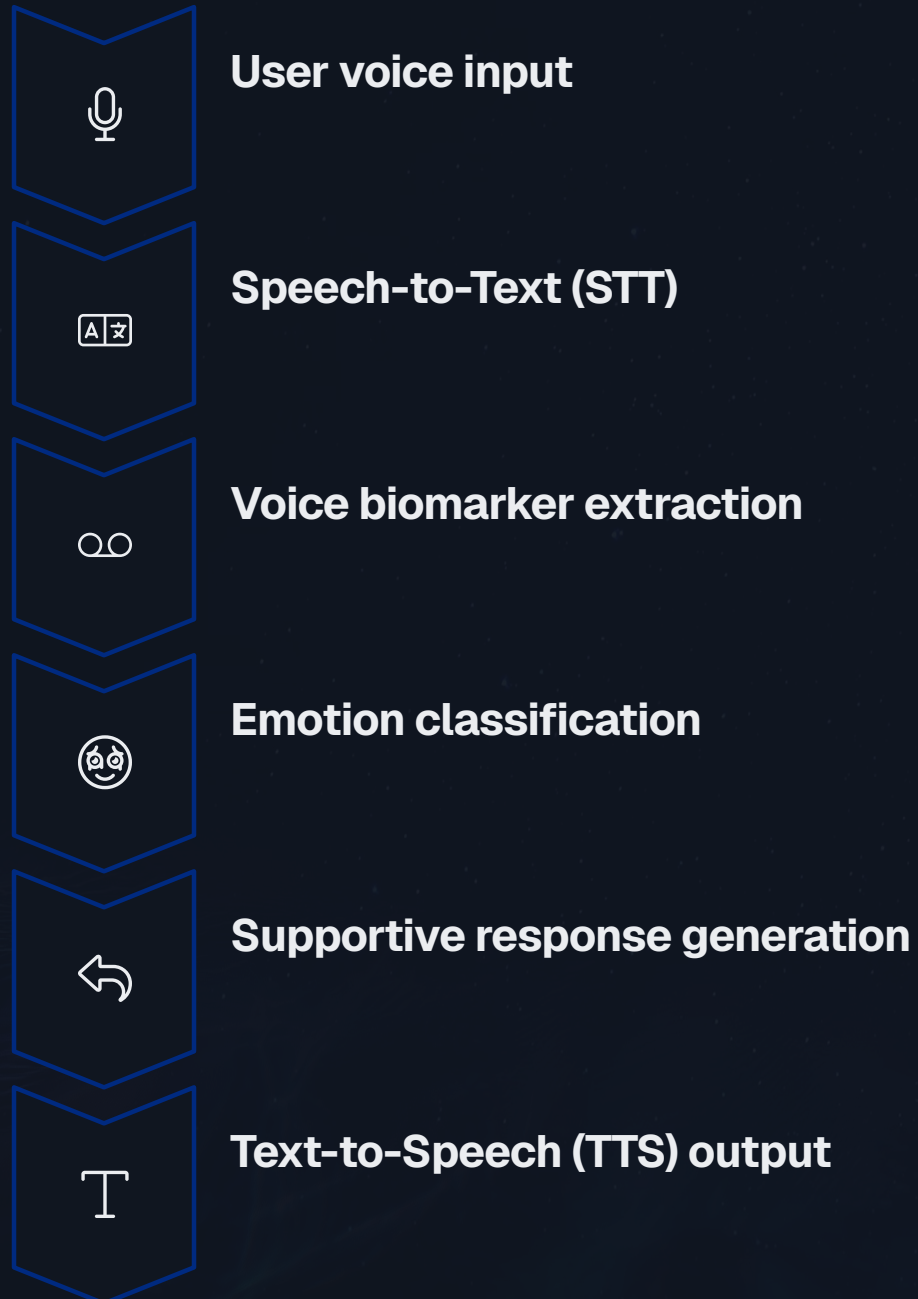 User voice input
A 文
Speech-to-Text (STT)
Voice biomarker extraction
Emotion classification
Supportive response generation
T
Text-to-Speech (TTS) output